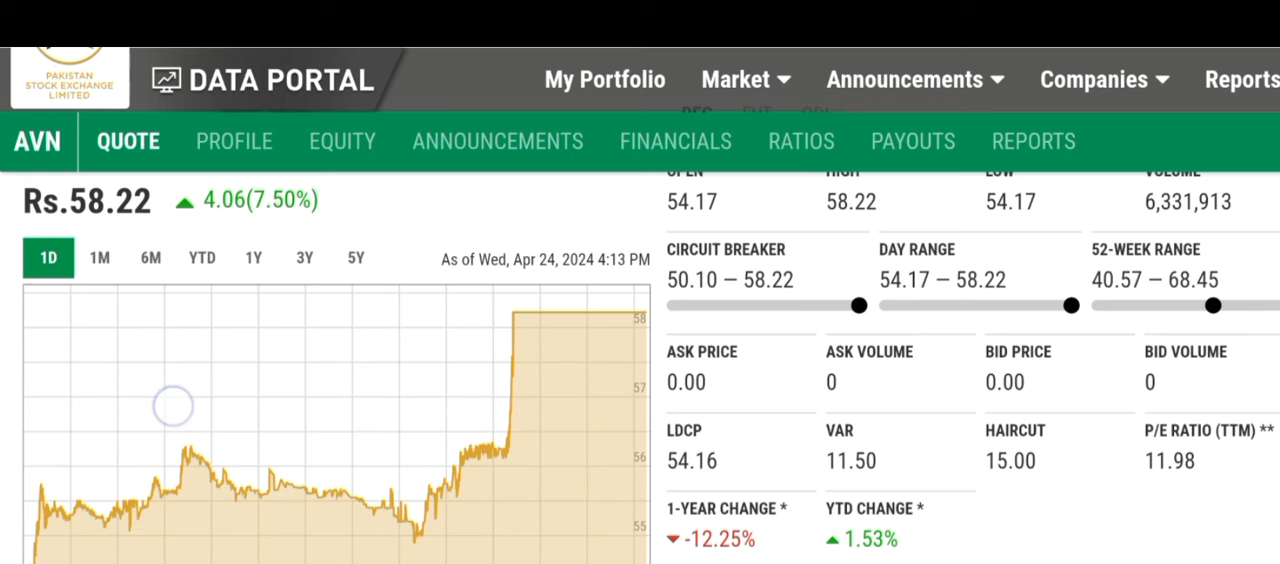 PAKISTAN
STOCK EXCHANGE
LIMITED
DATA PORTAL
My Portfolio Market Announcements Companies Reports
AVN QUOTE PROFILE EQUITY ANNOUNCEMENTS FINANCIALS RATIOS PAYOUTS REPORTS
Rs.58.22 4.06(7.50%)
1D 1M 6M YTD 1Y 3Y 5Y
As of Wed, Apr 24, 2024 4:13 PM
58
57
56
55
OPEN HIGH LOW VOLUME
54.17 58.22 54.17 6,331,913
CIRCUIT BREAKER DAY RANGE 52-WEEK RANGE
50.10 — 58.22 54.17 — 58.22 40.57 — 68.45
ASK PRICE ASK VOLUME BID PRICE BID VOLUME
0.00 0 0.00 0
LDCP VAR HAIRCUT P/E RATIO (TTM) **
54.16 11.50 15.00 11.98
1-YEAR CHANGE * YTD CHANGE *
-12.25% 1.53%